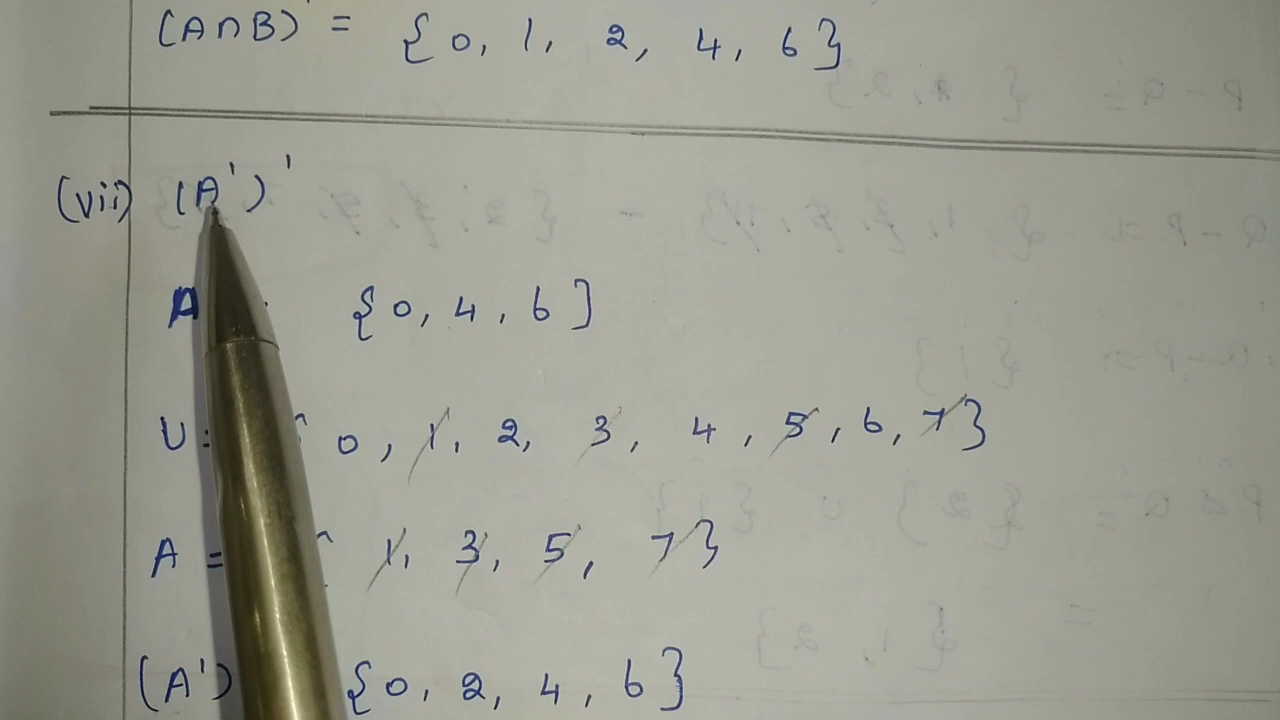 (A∩B)' = {0, 1, 2, 4, 6}
(vii) (A')'
A {0, 4, 6}
U = { 0, 1, 2, 3, 4, 5, 6, 7}
A = { 1, 3, 5, 7}
(A') {0, 2, 4, 6}